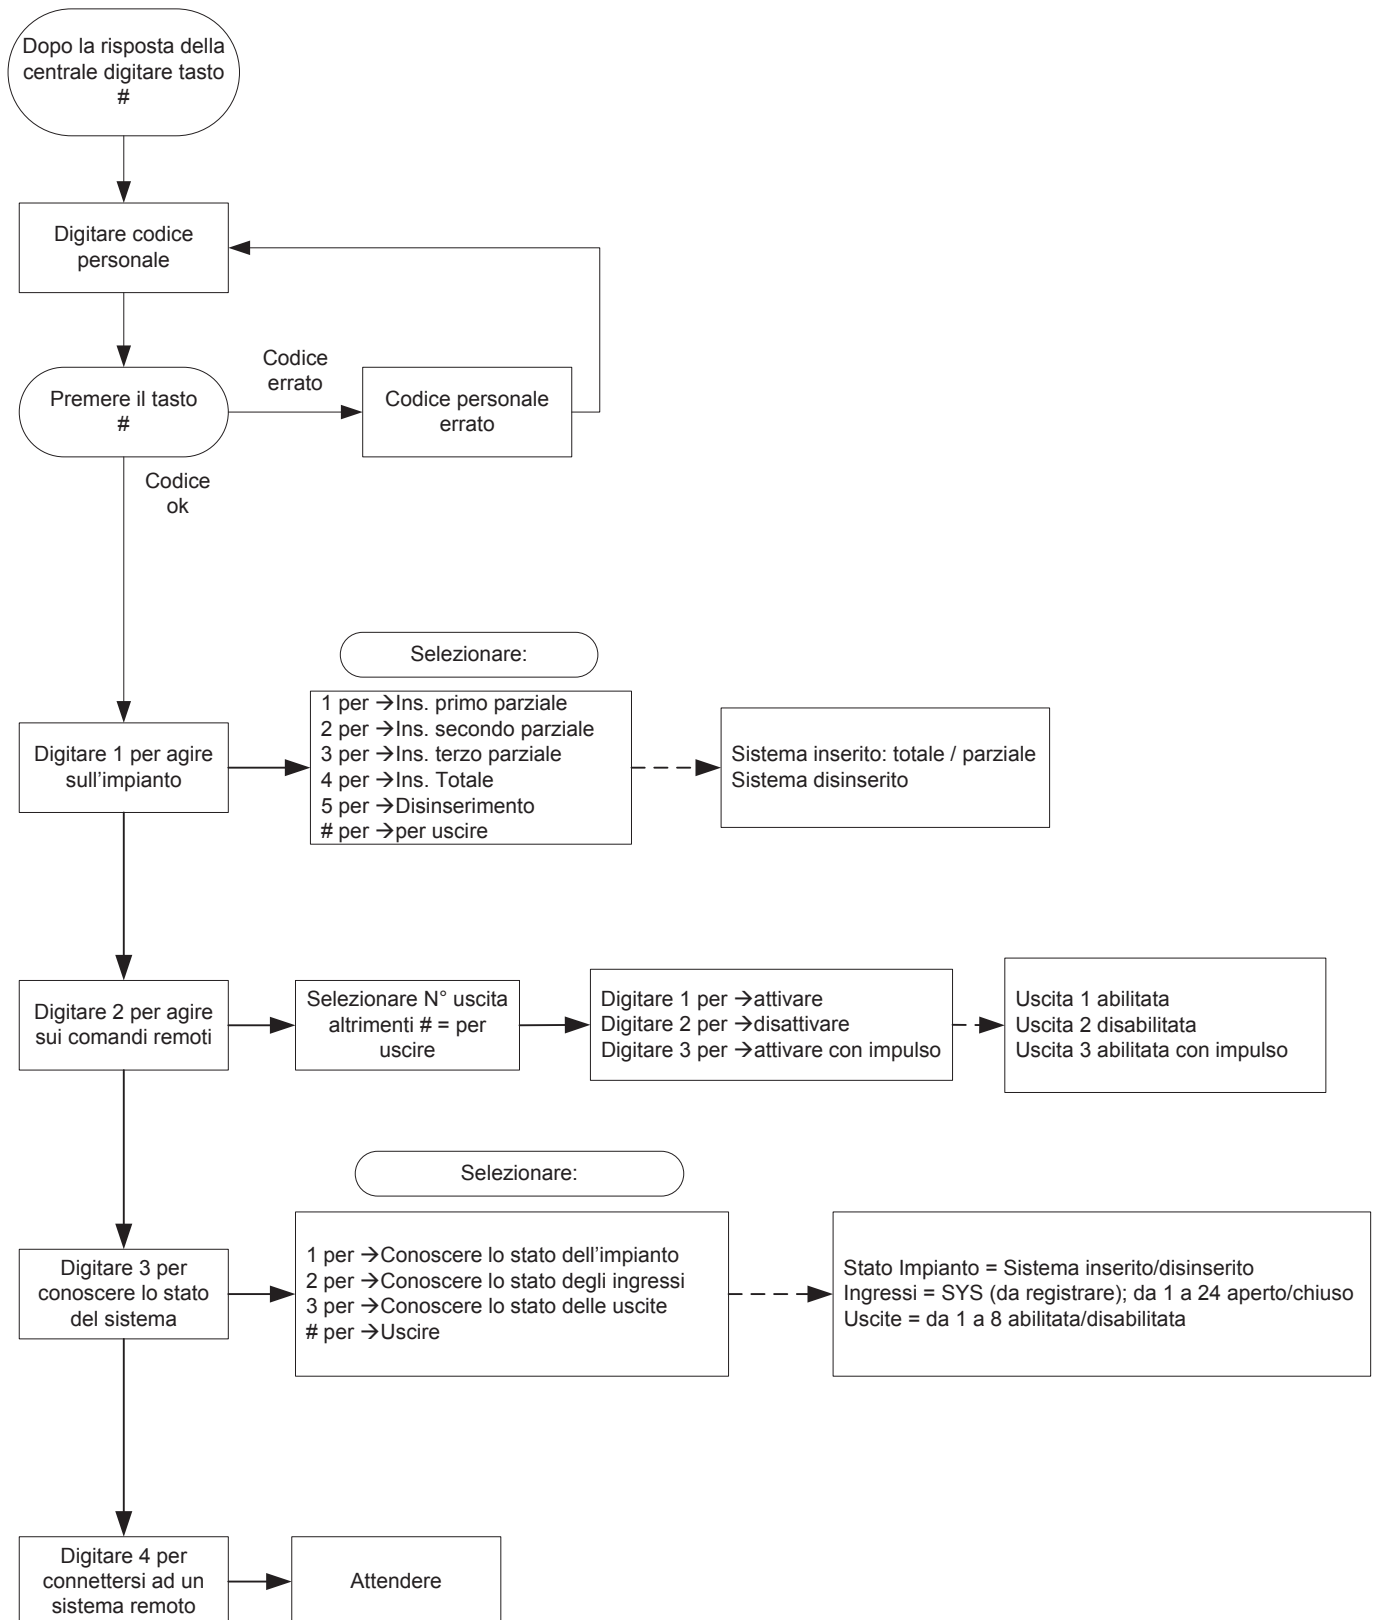 Dopo la risposta della
centrale digitare tasto
#
Digitare codice
personale
Premere il tasto
#
Codice
errato
Codice personale
errato
Codice
ok
Selezionare:
Digitare 1 per agire
sull'impianto
1 per →Ins. primo parziale
2 per →Ins. secondo parziale
3 per →Ins. terzo parziale
4 per →Ins. Totale
5 per →Disinserimento
# per →per uscire
Sistema inserito: totale / parziale
Sistema disinserito
Digitare 2 per agire
sui comandi remoti
Selezionare N° uscita
altrimenti # = per
uscire
Digitare 1 per →attivare
Digitare 2 per →disattivare
Digitare 3 per →attivare con impulso
Uscita 1 abilitata
Uscita 2 disabilitata
Uscita 3 abilitata con impulso
Selezionare:
Digitare 3 per
conoscere lo stato
del sistema
1 per →Conoscere lo stato dell'impianto
2 per →Conoscere lo stato degli ingressi
3 per →Conoscere lo stato delle uscite
# per →Uscire
Stato Impianto = Sistema inserito/disinserito
Ingressi = SYS (da registrare); da 1 a 24 aperto/chiuso
Uscite = da 1 a 8 abilitata/disabilitata
Digitare 4 per
connettersi ad un
sistema remoto
Attendere